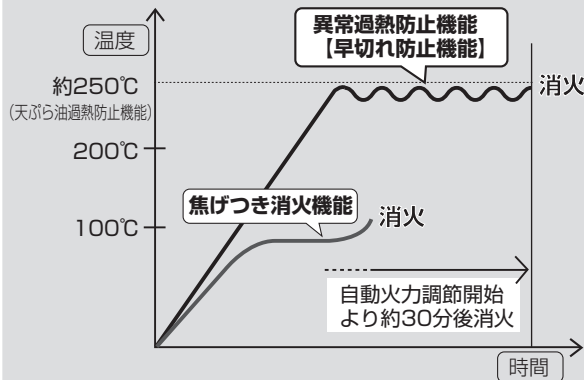 温度
異常過熱防止機能
【早切れ防止機能】
約250℃
(天ぷら油過熱防止機能)
消火
200℃
焦げつき消火機能
消火
100℃
自動火力調節開始
より約30分後消火
時間